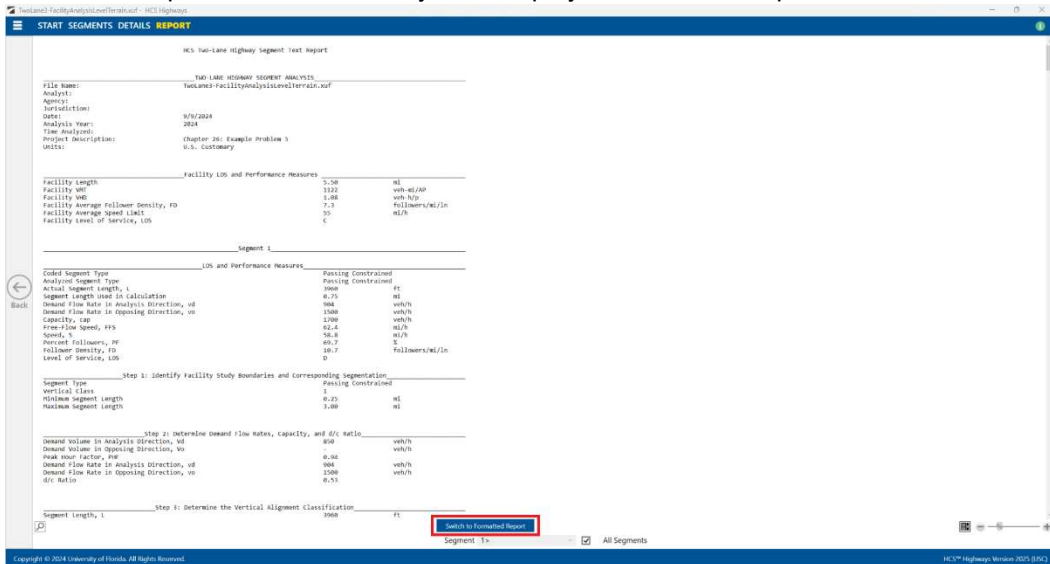 TwoLane3-FacilityAnalysisLevelTerrain.xuf - HCS Highways
START SEGMENTS DETAILS REPORT
HCS Two-Lane Highway Segment Text Report
TWO-LANE HIGHWAY SEGMENT ANALYSIS
File Name: TwoLane3-FacilityAnalysisLevelTerrain.xuf
Analyst:
Agency:
Jurisdiction:
Date: 9/9/2024
Analysis Year: 2024
Time Analyzed:
Project Description: Chapter 26: Example Problem 3
Units: U.S. Customary
Facility LOS and Performance Measures
Facility Length 5.50 mi
Facility VMT 1122 veh-mi/AP
Facility VHD 1.08 veh-h/p
Facility Average Follower Density, FD 7.3 followers/mi/ln
Facility Average Speed Limit 55 mi/h
Facility Level of Service, LOS C
Segment 1
LOS and Performance Measures
Coded Segment Type Passing Constrained
Analyzed Segment Type Passing Constrained
Actual Segment Length, L 3960 ft
Segment Length Used in Calculation 0.75 mi
Demand Flow Rate in Analysis Direction, vd 904 veh/h
Demand Flow Rate in Opposing Direction, vo 1500 veh/h
Capacity, cap 1700 veh/h
Free-Flow Speed, FFS 62.4 mi/h
Speed, S 58.8 mi/h
Percent Followers, PF 69.7 %
Follower Density, FD 10.7 followers/mi/ln
Level of Service, LOS D
Step 1: Identify Facility Study Boundaries and Corresponding Segmentation
Segment Type Passing Constrained
Vertical Class 1
Minimum Segment Length 0.25 mi
Maximum Segment Length 3.00 mi
Step 2: Determine Demand Flow Rates, Capacity, and d/c Ratio
Demand Volume in Analysis Direction, Vd 850 veh/h
Demand Volume in Opposing Direction, Vo - veh/h
Peak Hour Factor, PHF 0.94
Demand Flow Rate in Analysis Direction, vd 904 veh/h
Demand Flow Rate in Opposing Direction, vo 1500 veh/h
d/c Ratio 0.53
Step 3: Determine the Vertical Alignment Classification
Segment Length, L 3960 ft
Back
Switch to Formatted Report
Segment 1> All Segments
Copyright © 2024 University of Florida. All Rights Reserved. HCS™ Highways Version 2025 (USC)